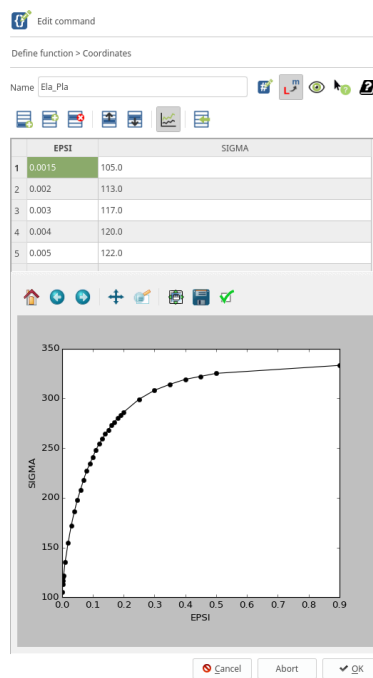 Edit command
Define function > Coordinates
Name Ela_Pla
EPSI SIGMA
1 0.0015 105.0
2 0.002 113.0
3 0.003 117.0
4 0.004 120.0
5 0.005 122.0
350
300
250
200
150
100
SIGMA
0.0 0.1 0.2 0.3 0.4 0.5 0.6 0.7 0.8 0.9
EPSI
Cancel Abort OK